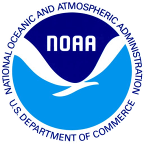 NATIONAL OCEANIC AND ATMOSPHERIC ADMINISTRATION
NOAA
U.S. DEPARTMENT OF COMMERCE